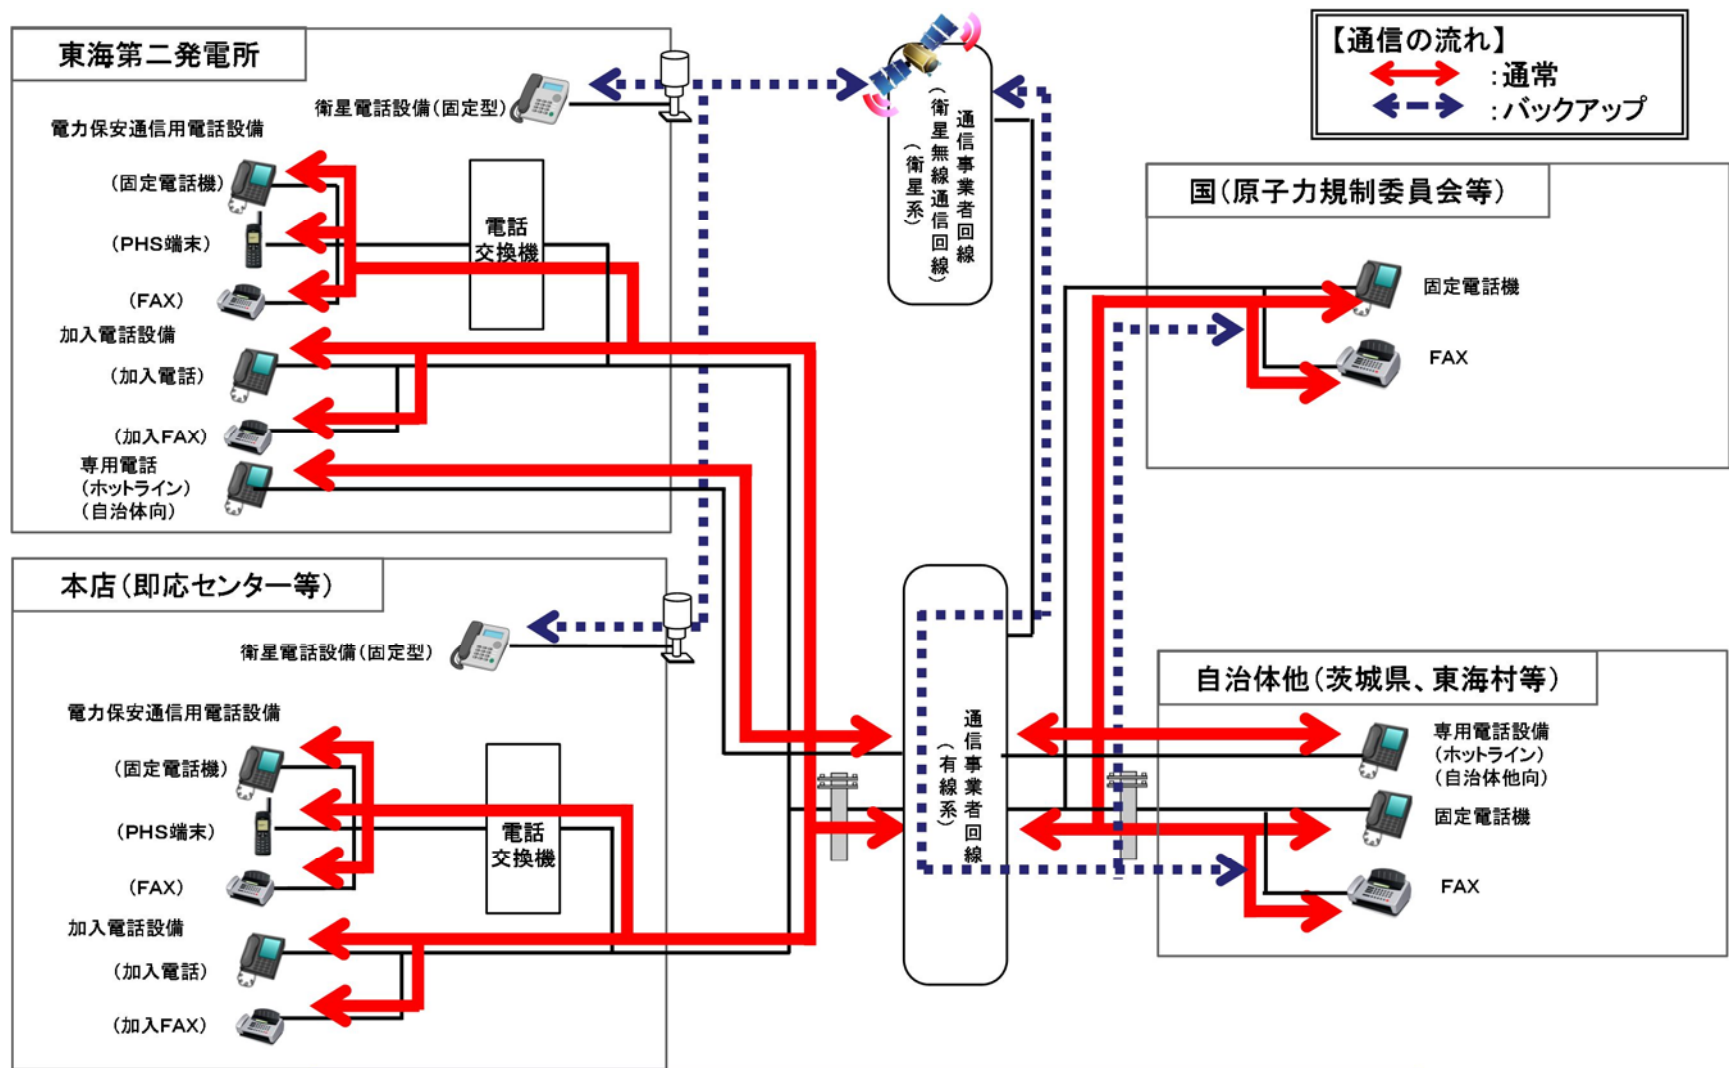 東海第二発電所
衛星電話設備(固定型)
電力保安通信用電話設備
(固定電話機)
(PHS端末)
(FAX)
電話
交換機
加入電話設備
(加入電話)
(加入FAX)
専用電話
(ホットライン)
(自治体向)
本店(即応センター等)
衛星電話設備(固定型)
電力保安通信用電話設備
(固定電話機)
(PHS端末)
(FAX)
電話
交換機
加入電話設備
(加入電話)
(加入FAX)
通信事業者回線
(衛星無線通信回線)
(衛星系)
通信事業者回線
(有線系)
【通信の流れ】
:通常
:バックアップ
国(原子力規制委員会等)
固定電話機
FAX
自治体他(茨城県、東海村等)
専用電話設備
(ホットライン)
(自治体他向)
固定電話機
FAX